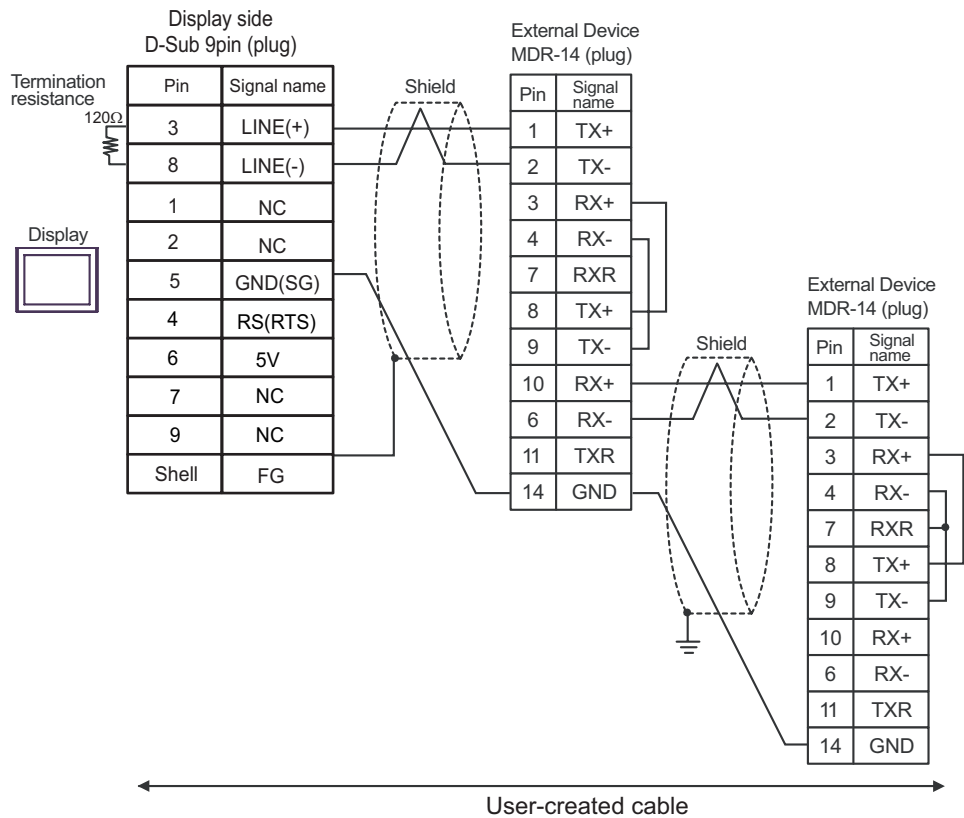 Display side
D-Sub 9pin (plug)
Termination
resistance
120Ω
Display
Pin Signal name
3 LINE(+)
8 LINE(-)
1 NC
2 NC
5 GND(SG)
4 RS(RTS)
6 5V
7 NC
9 NC
Shell FG
Shield
External Device
MDR-14 (plug)
Pin Signal
name
1 TX+
2 TX-
3 RX+
4 RX-
7 RXR
8 TX+
9 TX-
10 RX+
6 RX-
11 TXR
14 GND
Shield
External Device
MDR-14 (plug)
Pin Signal
name
1 TX+
2 TX-
3 RX+
4 RX-
7 RXR
8 TX+
9 TX-
10 RX+
6 RX-
11 TXR
14 GND
User-created cable